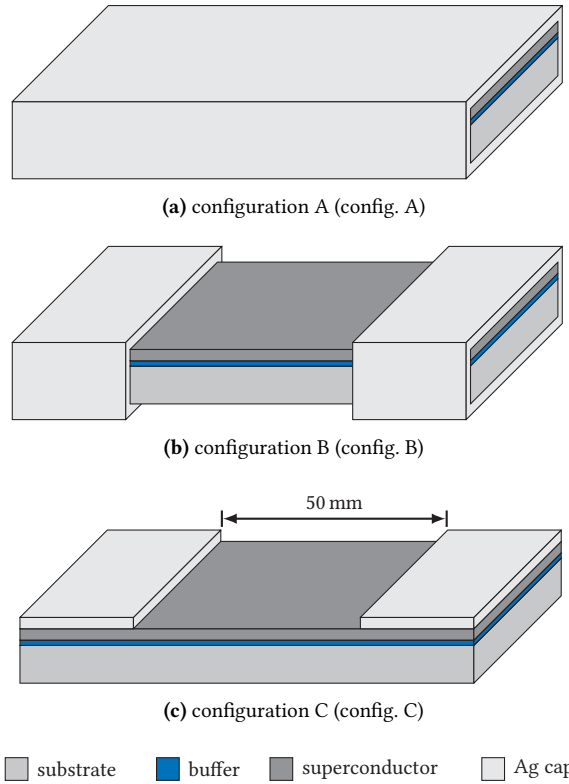 (a) configuration A (config. A)
(b) configuration B (config. B)
50 mm
(c) configuration C (config. C)
substrate buffer superconductor Ag cap